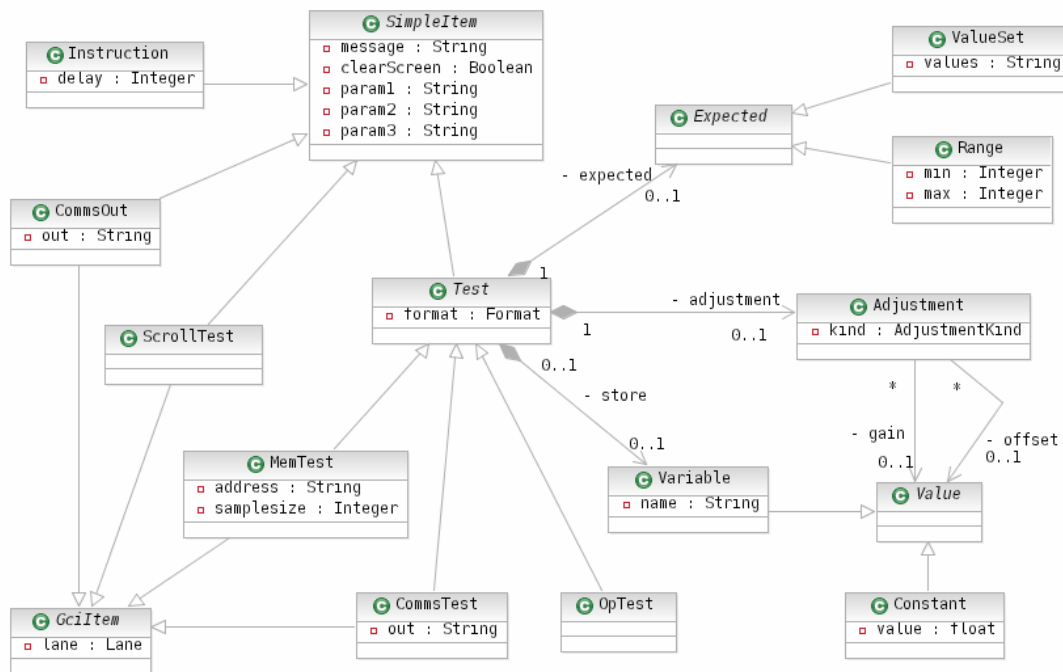 SimpleItem
message : String
clearScreen : Boolean
param1 : String
param2 : String
param3 : String
Instruction
delay : Integer
ValueSet
values : String
Expected
Range
min : Integer
max : Integer
- expected
0..1
CommsOut
out : String
1
Test
format : Format
- adjustment
1
0..1
Adjustment
kind : AdjustmentKind
ScrollTest
0..1
- store
0..1
*
*
- gain
0..1
- offset
0..1
MemTest
address : String
samplesize : Integer
Variable
name : String
Value
GciItem
lane : Lane
CommsTest
out : String
OpTest
Constant
value : float